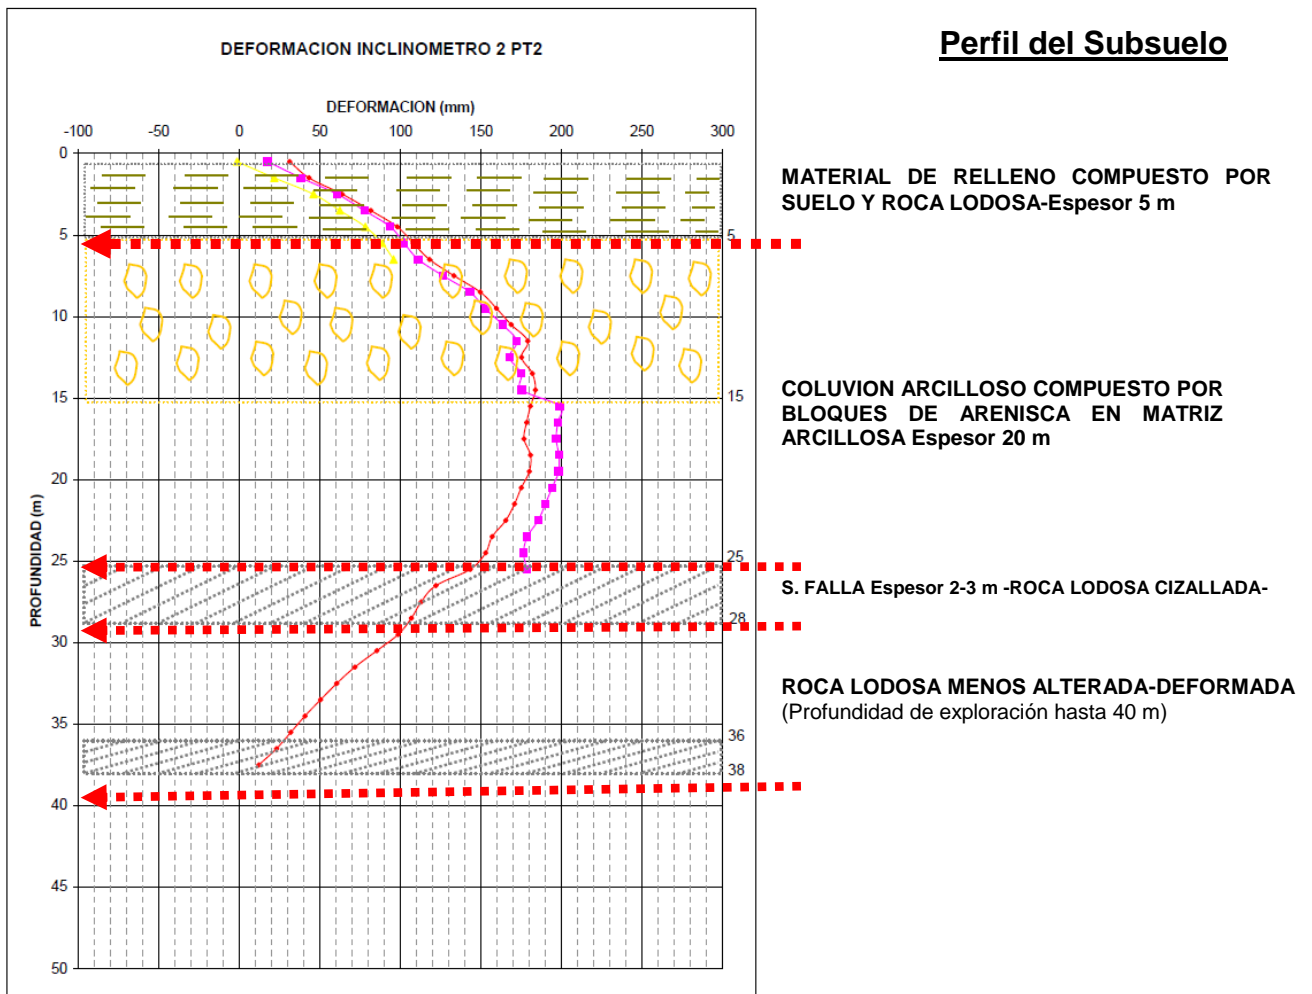 DEFORMACION INCLINOMETRO 2 PT2
Perfil del Subsuelo
DEFORMACION (mm)
-100 -50 0 50 100 150 200 250 300
0
MATERIAL DE RELLENO COMPUESTO POR
SUELO Y ROCA LODOSA-Espesor 5 m
5 5
10
15 15
COLUVION ARCILLOSO COMPUESTO POR
BLOQUES DE ARENISCA EN MATRIZ
ARCILLOSA Espesor 20 m
20
PROFUNDIDAD (m)
25 25
S. FALLA Espesor 2-3 m -ROCA LODOSA CIZALLADA-
28
30
ROCA LODOSA MENOS ALTERADA-DEFORMADA
(Profundidad de exploración hasta 40 m)
35
36
38
40
45
50